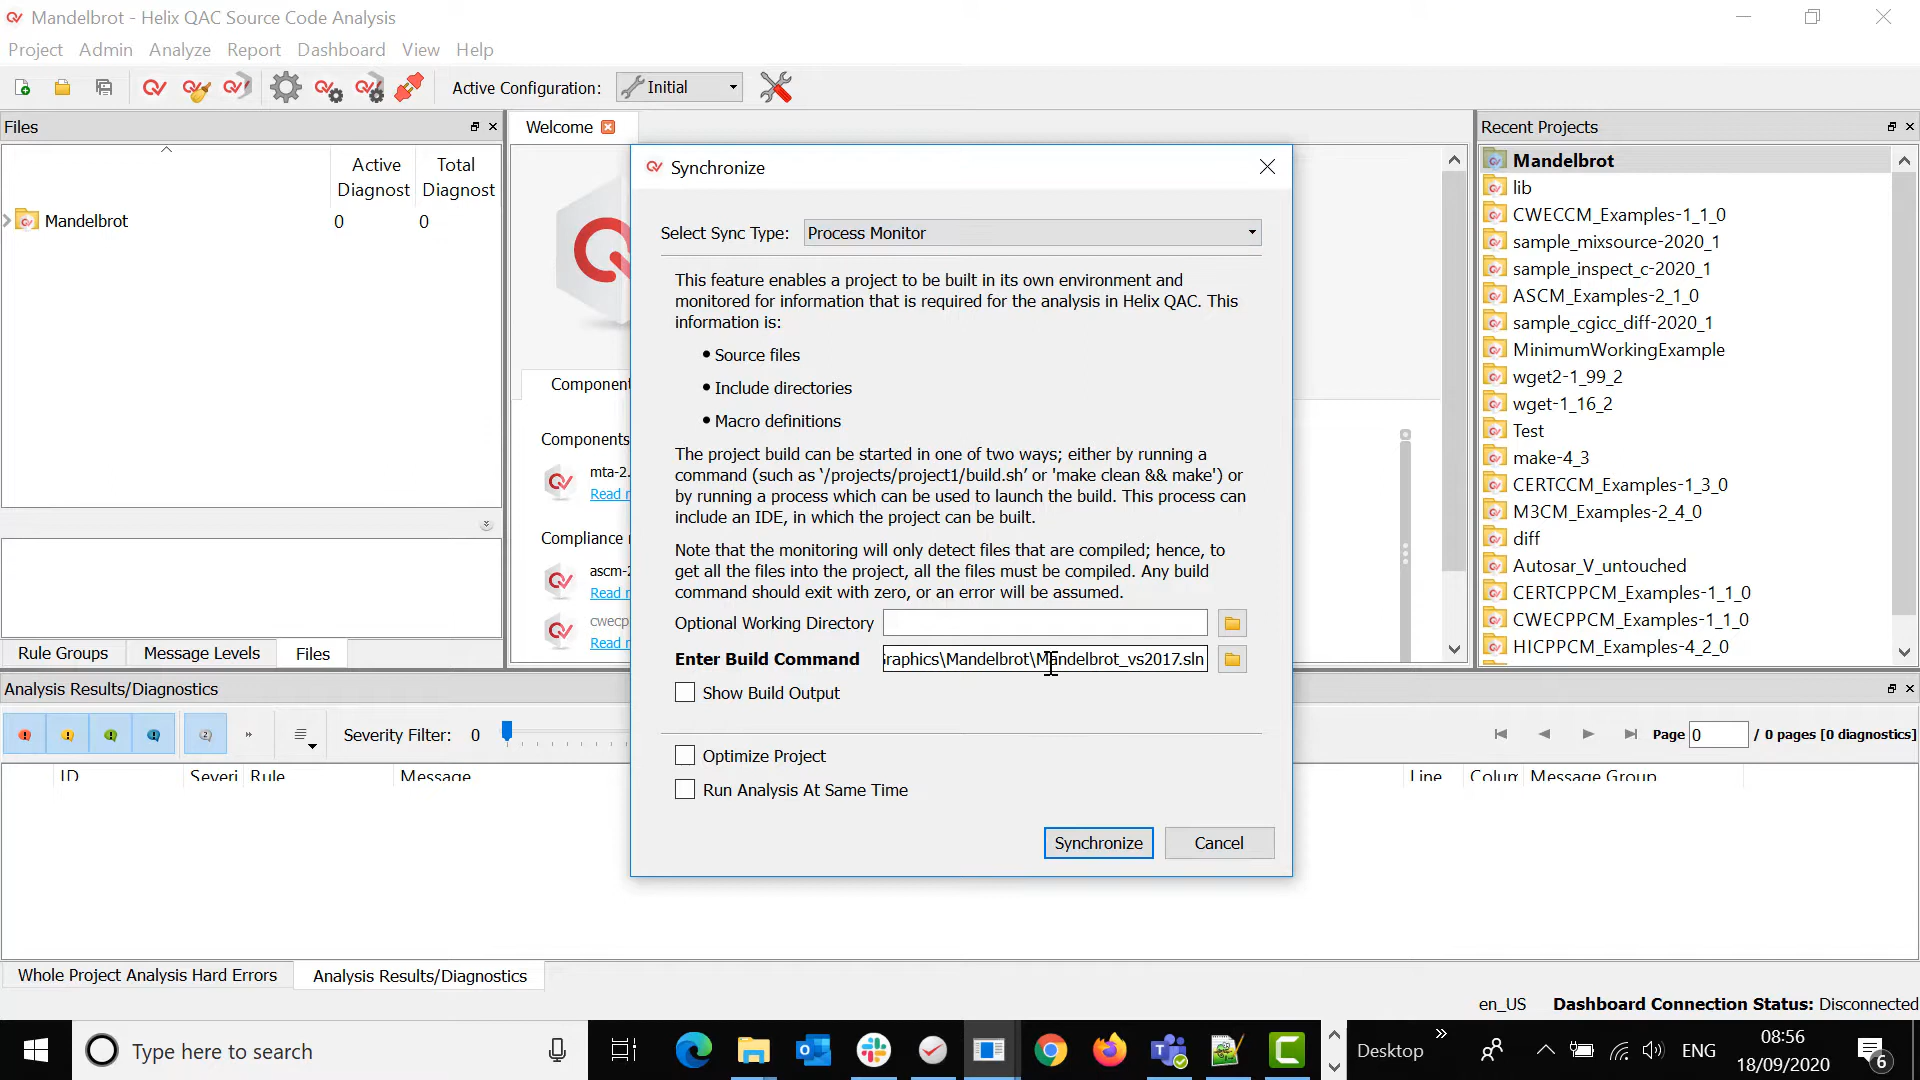 Mandelbrot - Helix QAC Source Code Analysis
Project Admin Analyze Report Dashboard View Help
Active Configuration: Initial
Files
Active Diagnost
Total Diagnost
Mandelbrot 0 0
Rule Groups Message Levels Files
Welcome
Component
Components
mta-2.
Read r
Compliance
ascm-2
Read r
cwecp
Read r
Synchronize
Select Sync Type: Process Monitor
This feature enables a project to be built in its own environment and
monitored for information that is required for the analysis in Helix QAC. This
information is:
• Source files
• Include directories
• Macro definitions
The project build can be started in one of two ways; either by running a
command (such as ‘/projects/project1/build.sh’ or 'make clean && make') or
by running a process which can be used to launch the build. This process can
include an IDE, in which the project can be built.
Note that the monitoring will only detect files that are compiled; hence, to
get all the files into the project, all the files must be compiled. Any build
command should exit with zero, or an error will be assumed.
Optional Working Directory
Enter Build Command raphics\Mandelbrot\Mandelbrot_vs2017.sln
Show Build Output
Optimize Project
Run Analysis At Same Time
Synchronize Cancel
Recent Projects
Mandelbrot
lib
CWECCM_Examples-1_1_0
sample_mixsource-2020_1
sample_inspect_c-2020_1
ASCM_Examples-2_1_0
sample_cgicc_diff-2020_1
MinimumWorkingExample
wget2-1_99_2
wget-1_16_2
Test
make-4_3
CERTCCM_Examples-1_3_0
M3CM_Examples-2_4_0
diff
Autosar_V_untouched
CERTCPPCM_Examples-1_1_0
CWECPPCM_Examples-1_1_0
HICPPCM_Examples-4_2_0
Analysis Results/Diagnostics
Severity Filter: 0
Page 0 / 0 pages [0 diagnostics]
ID Severi Rule Message Line Colum Message Group
Whole Project Analysis Hard Errors Analysis Results/Diagnostics
en_US Dashboard Connection Status: Disconnected
Type here to search
Desktop
ENG
08:56
18/09/2020
6